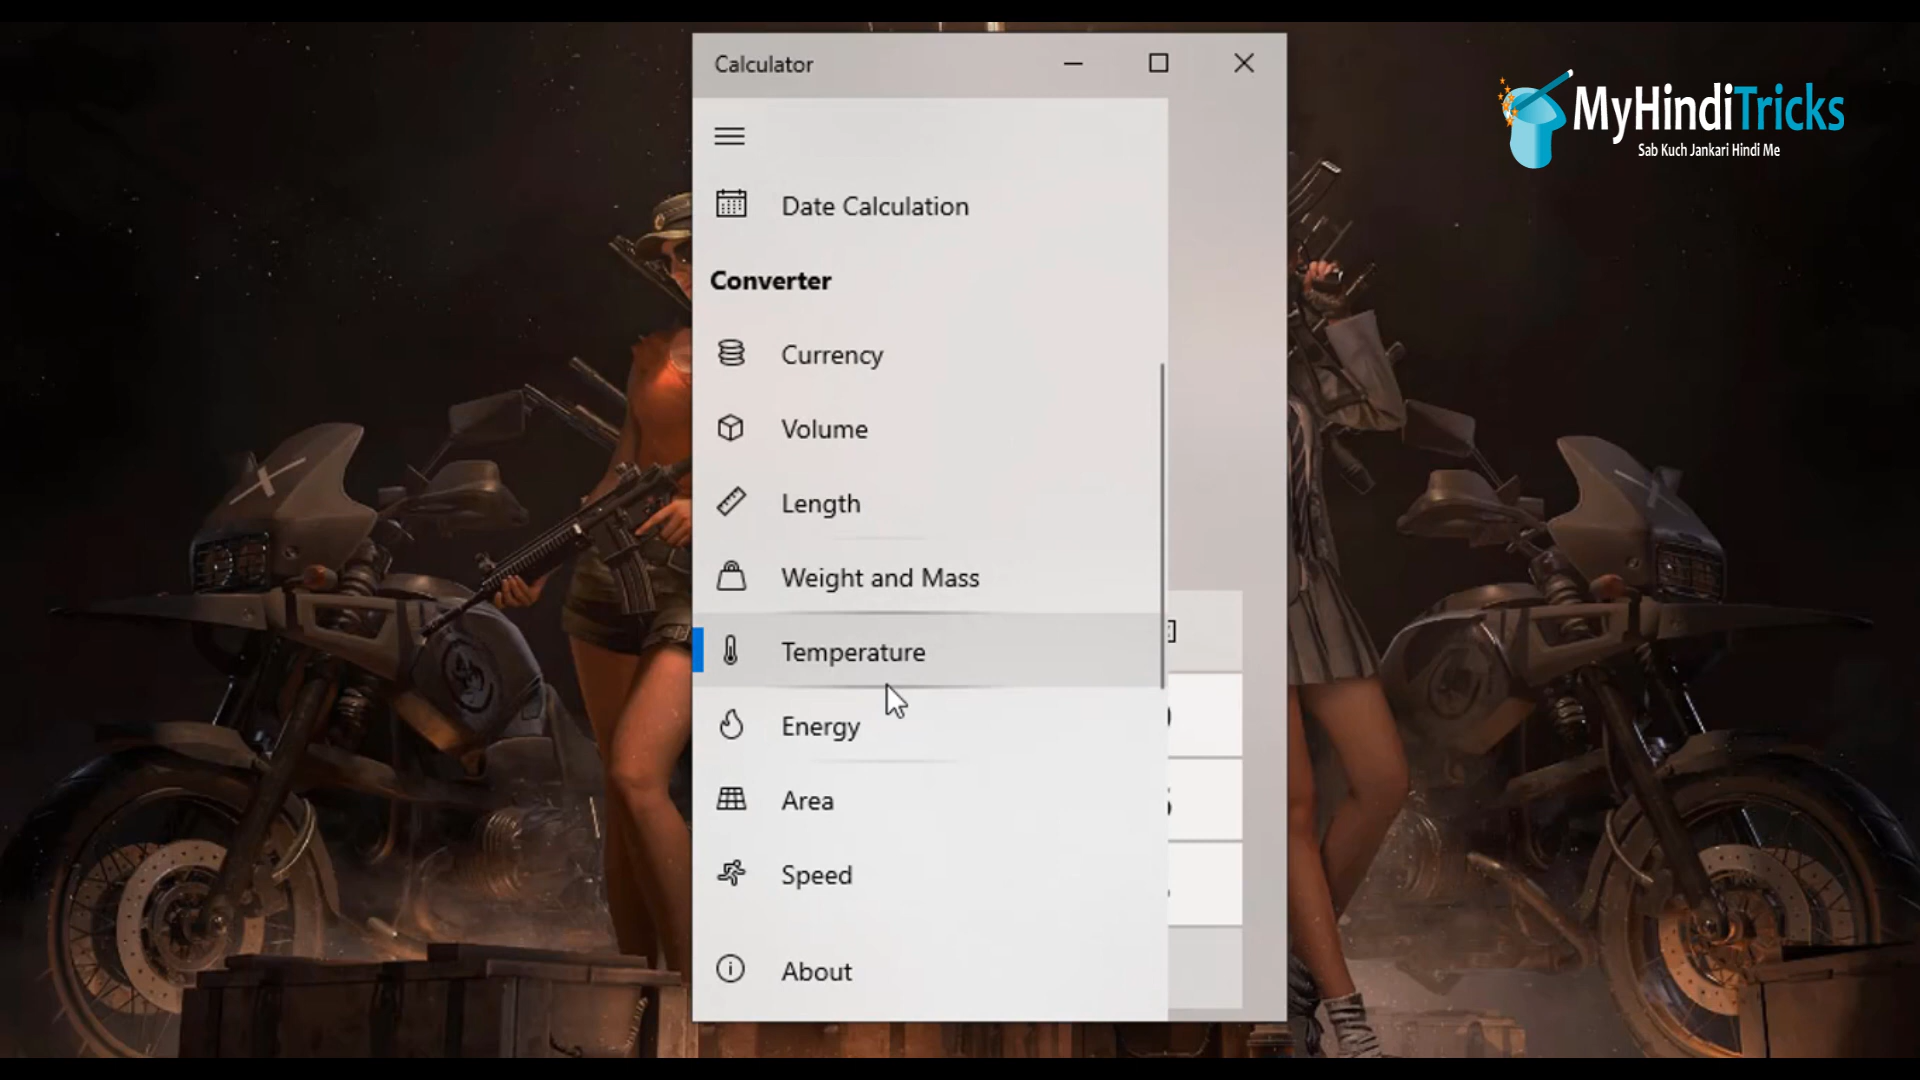 Calculator
MyHindiTricks
Sab Kuch Jankari Hindi Me
Date Calculation
Converter
Currency
Volume
Length
Weight and Mass
Temperature
Energy
Area
Speed
About